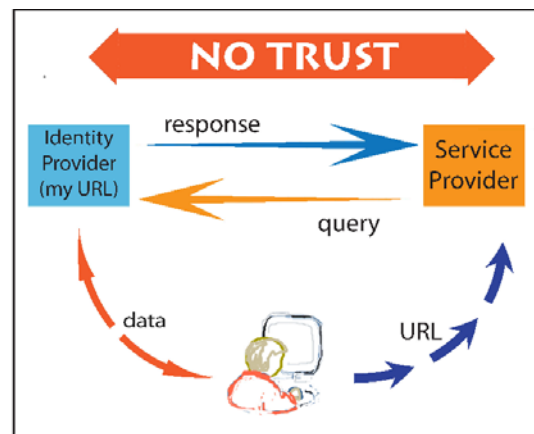 NO TRUST
response
Identity
Provider
(my URL)
Service
Provider
query
data
URL